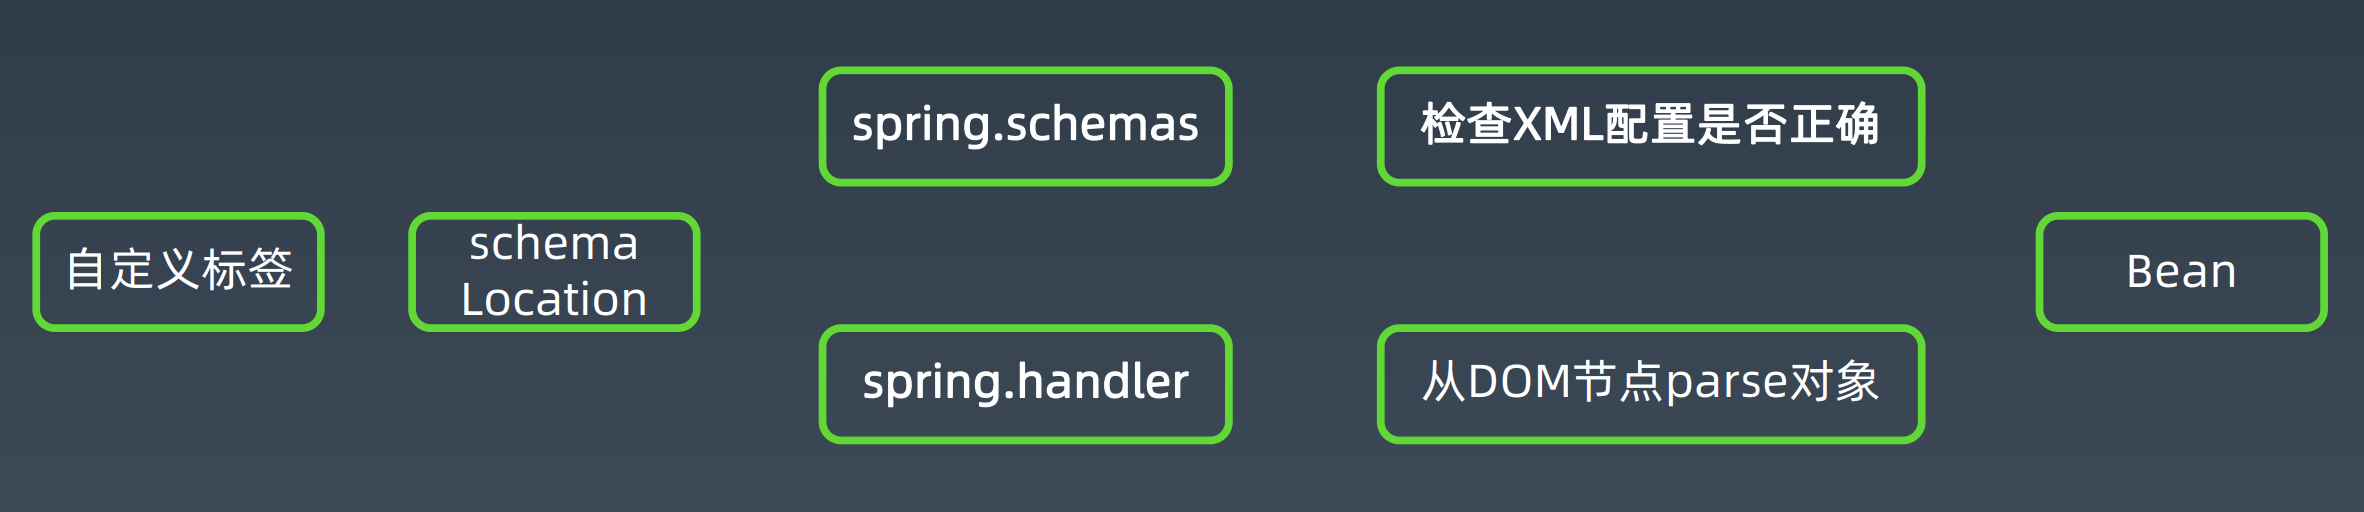 自定义标签
schema
Location
spring.schemas
检查XML配置是否正确
spring.handler
从DOM节点parse对象
Bean